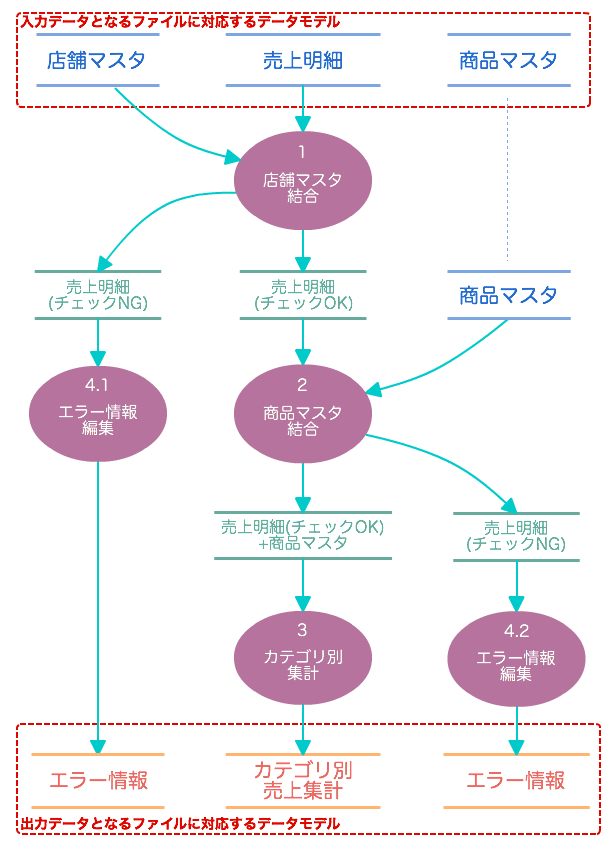 入力データとなるファイルに対応するデータモデル
店舗マスタ
売上明細
商品マスタ
1
店舗マスタ
結合
売上明細
(チェックNG)
売上明細
(チェックOK)
商品マスタ
4.1
エラー情報
編集
2
商品マスタ
結合
売上明細(チェックOK)
+商品マスタ
売上明細
(チェックNG)
3
カテゴリ別
集計
4.2
エラー情報
編集
エラー情報
カテゴリ別
売上集計
エラー情報
出力データとなるファイルに対応するデータモデル